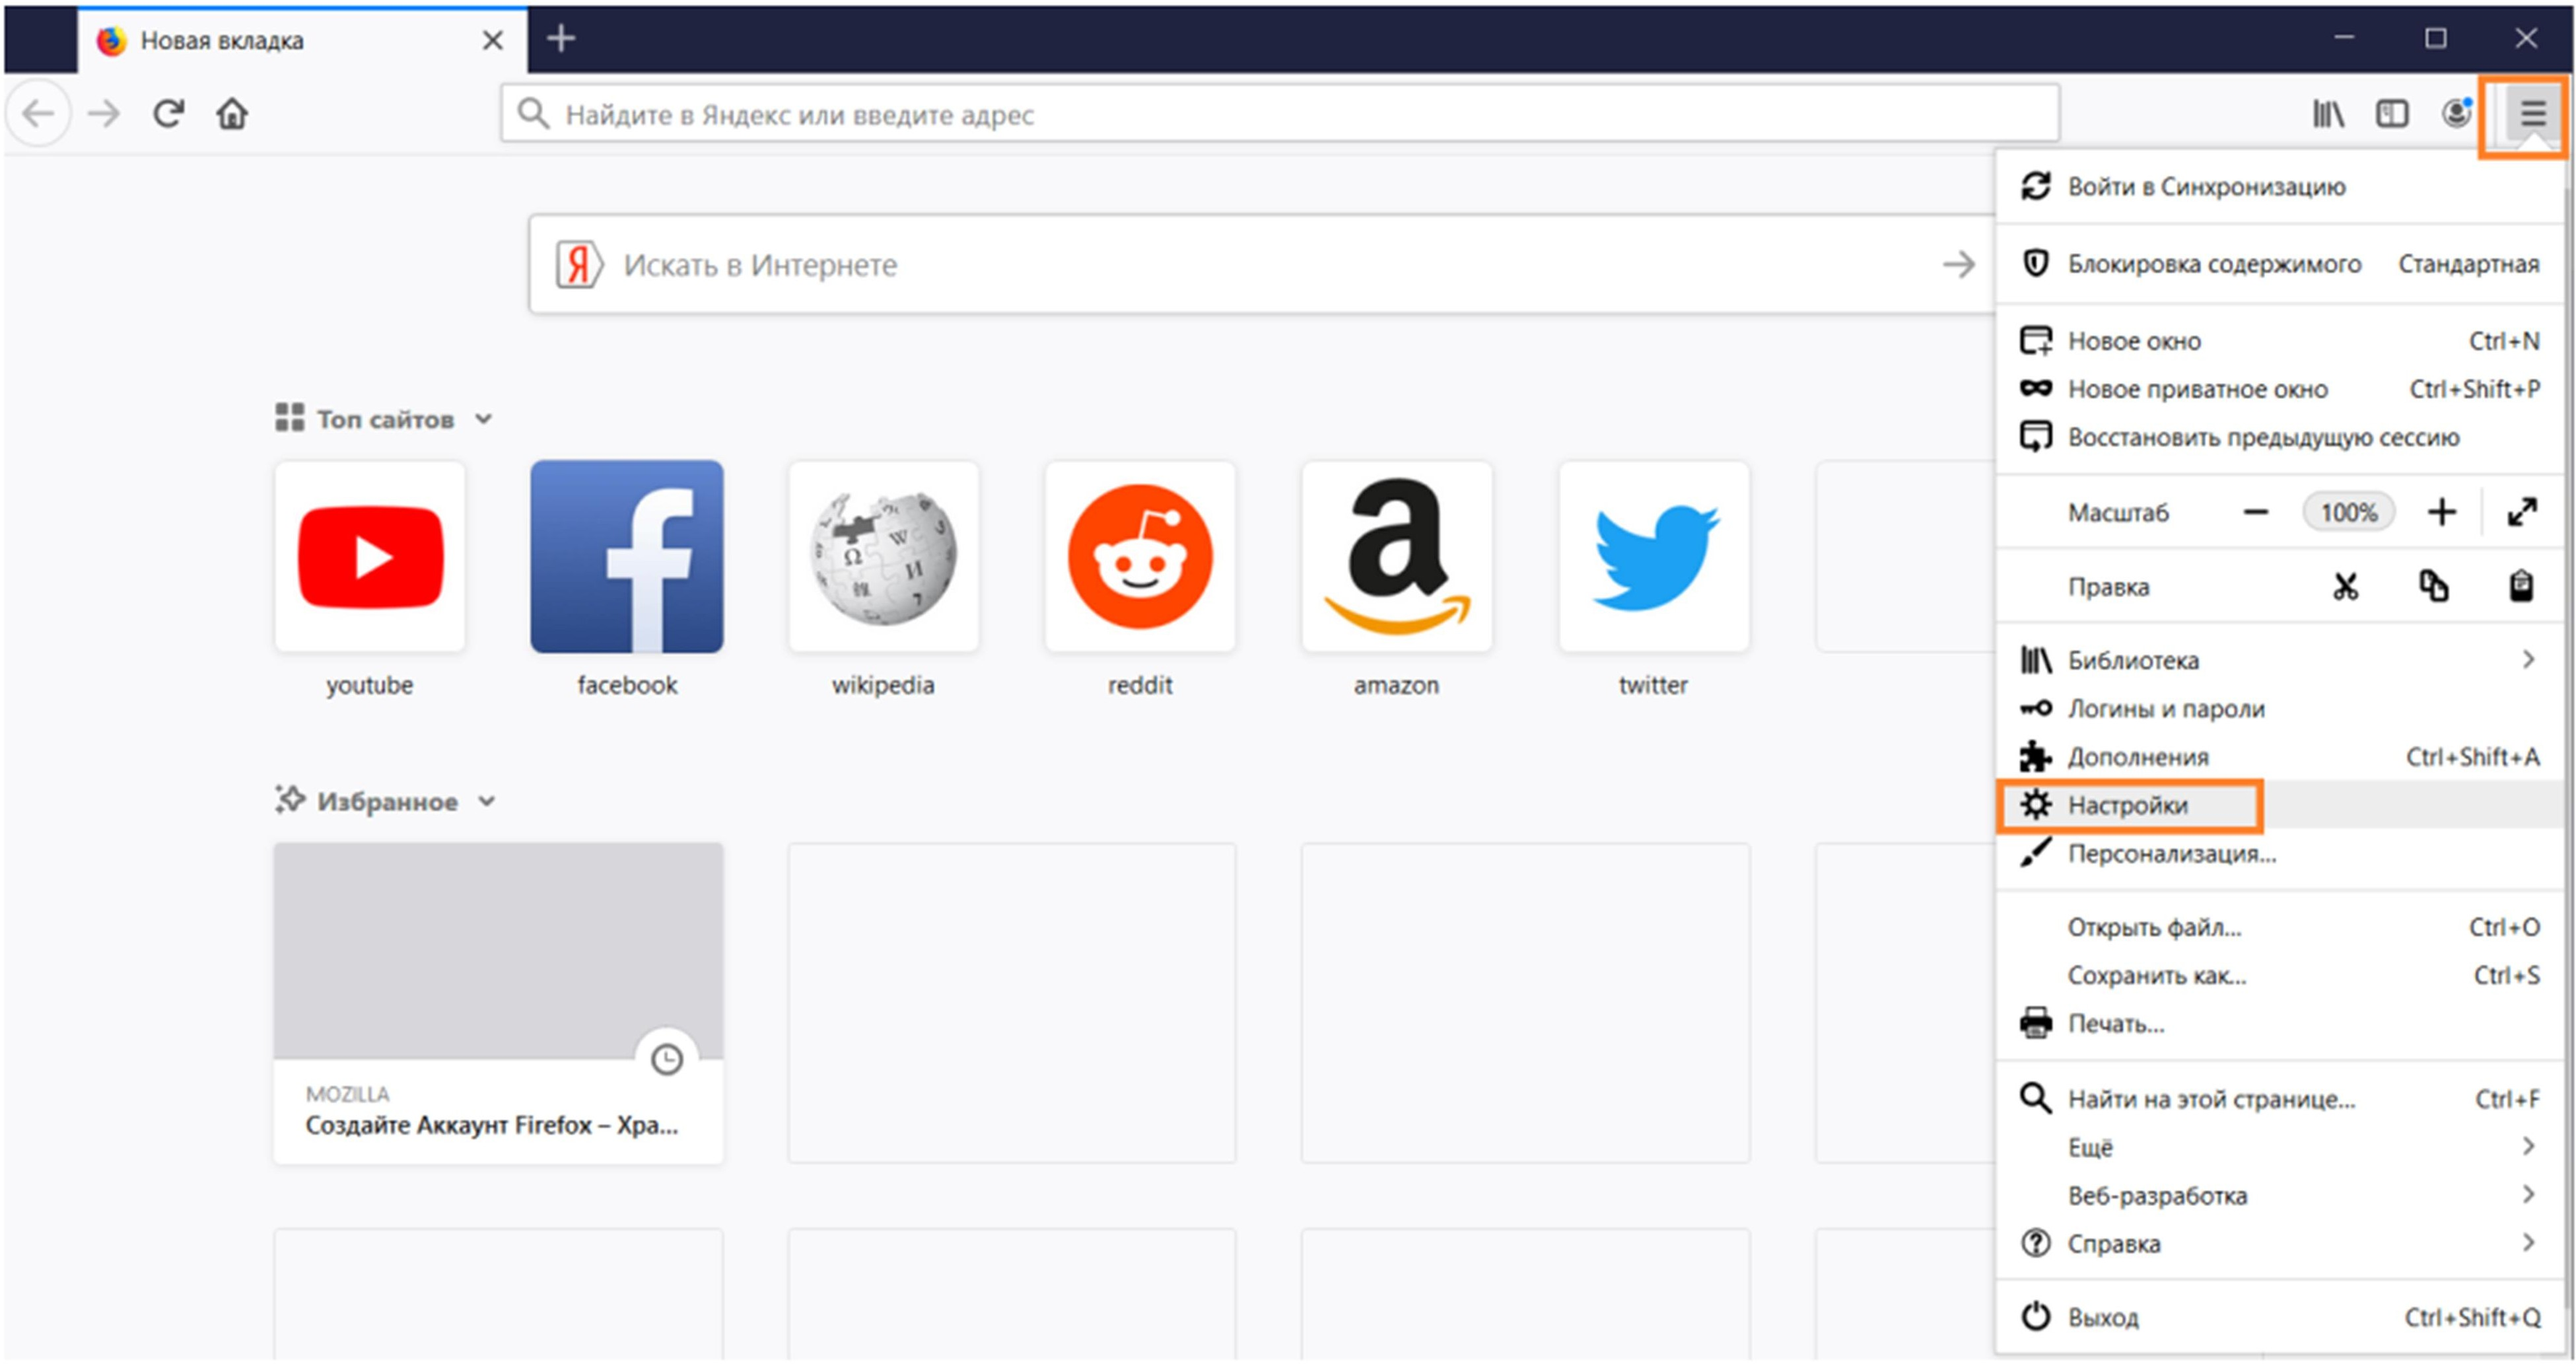 Новая вкладка
Найдите в Яндекс или введите адрес
Я Искать в Интернете
Топ сайтов
youtube facebook wikipedia reddit amazon twitter
Избранное
MOZILLA
Создайте Аккаунт Firefox – Хра...
Войти в Синхронизацию
Блокировка содержимого Стандартная
Новое окно Ctrl+N
Новое приватное окно Ctrl+Shift+P
Восстановить предыдущую сессию
Масштаб 100%
Правка
Библиотека
Логины и пароли
Дополнения Ctrl+Shift+A
Настройки
Персонализация...
Открыть файл... Ctrl+O
Сохранить как... Ctrl+S
Печать...
Найти на этой странице... Ctrl+F
Ещё
Веб-разработка
Справка
Выход Ctrl+Shift+Q